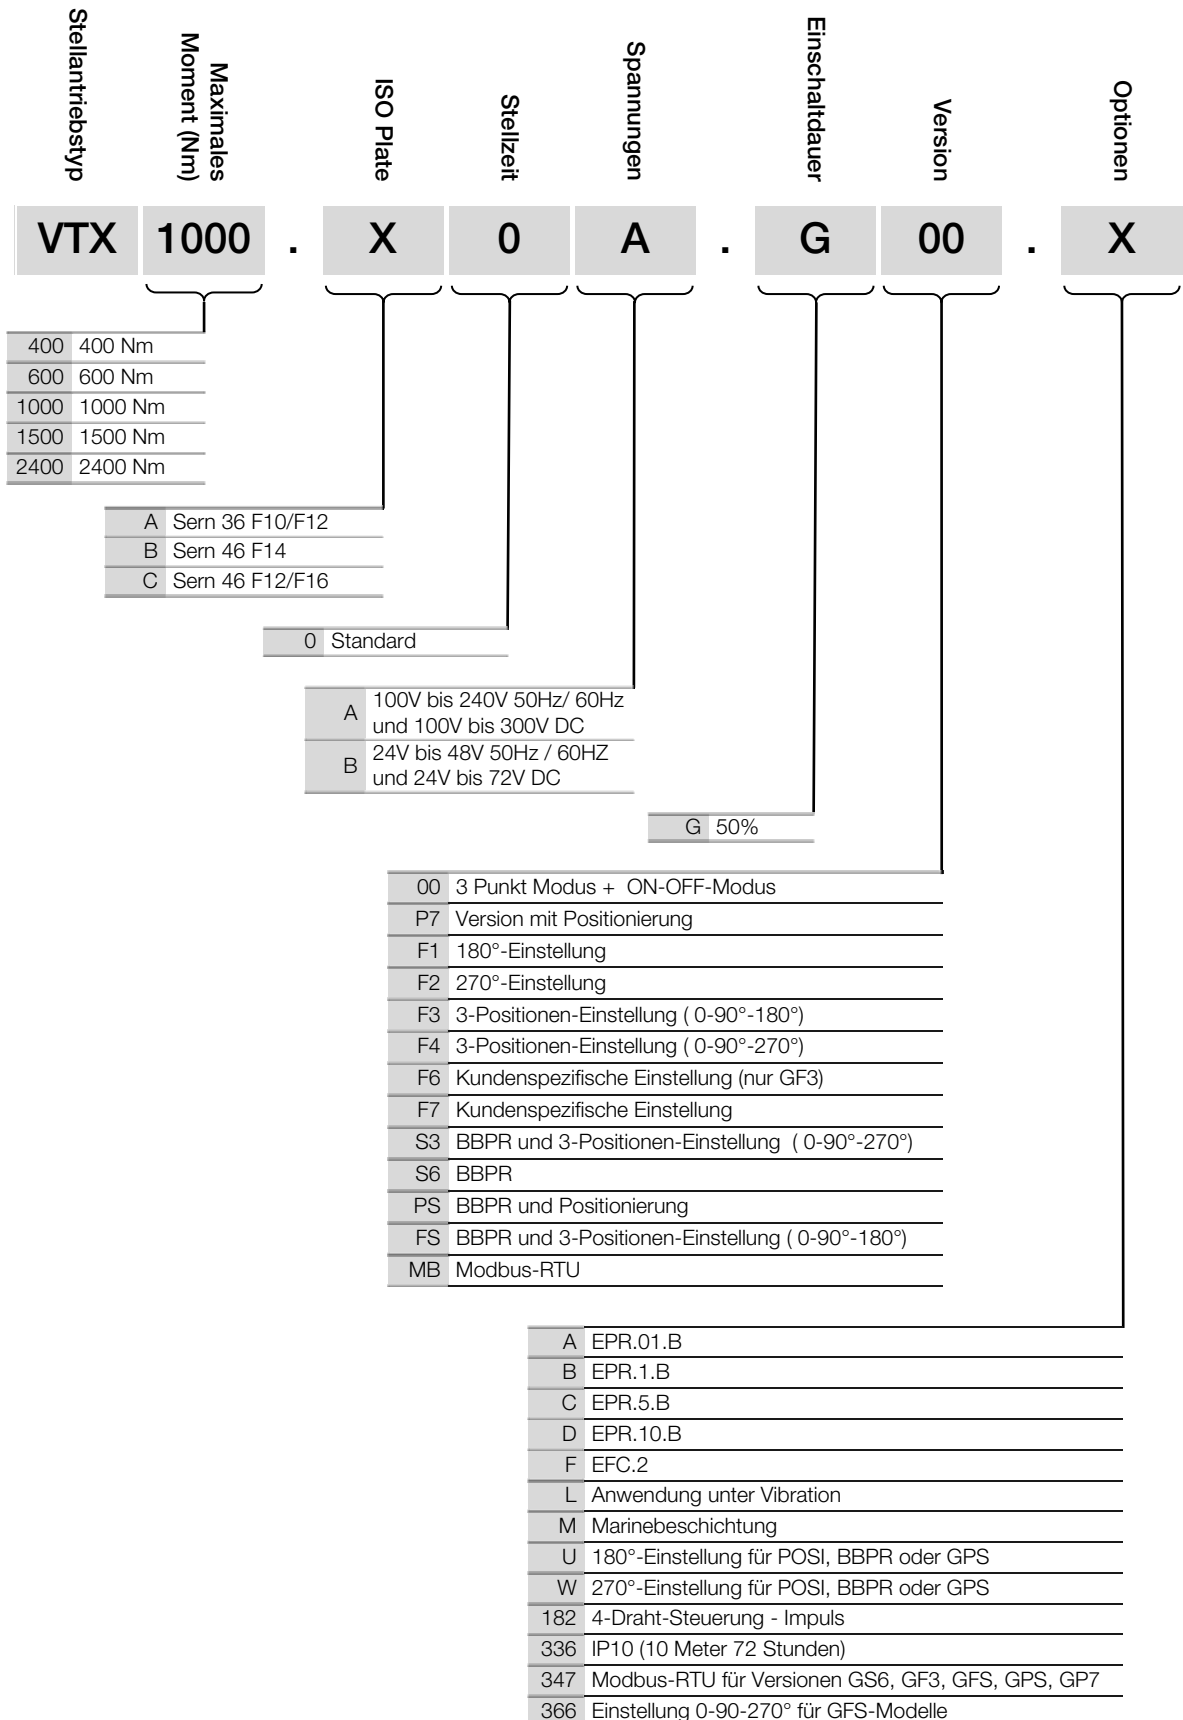 Stellantriebstyp
Maximales
Moment (Nm)
ISO Plate
Stellzeit
Spannungen
Einschaltdauer
Version
Optionen
VTX 1000 . X 0 A . G 00 . X
400 400 Nm
600 600 Nm
1000 1000 Nm
1500 1500 Nm
2400 2400 Nm
A Sern 36 F10/F12
B Sern 46 F14
C Sern 46 F12/F16
0 Standard
A 100V bis 240V 50Hz/ 60Hz
und 100V bis 300V DC
B 24V bis 48V 50Hz / 60HZ
und 24V bis 72V DC
G 50%
00 3 Punkt Modus + ON-OFF-Modus
P7 Version mit Positionierung
F1 180°-Einstellung
F2 270°-Einstellung
F3 3-Positionen-Einstellung ( 0-90°-180°)
F4 3-Positionen-Einstellung ( 0-90°-270°)
F6 Kundenspezifische Einstellung (nur GF3)
F7 Kundenspezifische Einstellung
S3 BBPR und 3-Positionen-Einstellung ( 0-90°-270°)
S6 BBPR
PS BBPR und Positionierung
FS BBPR und 3-Positionen-Einstellung ( 0-90°-180°)
MB Modbus-RTU
A EPR.01.B
B EPR.1.B
C EPR.5.B
D EPR.10.B
F EFC.2
L Anwendung unter Vibration
M Marinebeschichtung
U 180°-Einstellung für POSI, BBPR oder GPS
W 270°-Einstellung für POSI, BBPR oder GPS
182 4-Draht-Steuerung - Impuls
336 IP10 (10 Meter 72 Stunden)
347 Modbus-RTU für Versionen GS6, GF3, GFS, GPS, GP7
366 Einstellung 0-90-270° für GFS-Modelle